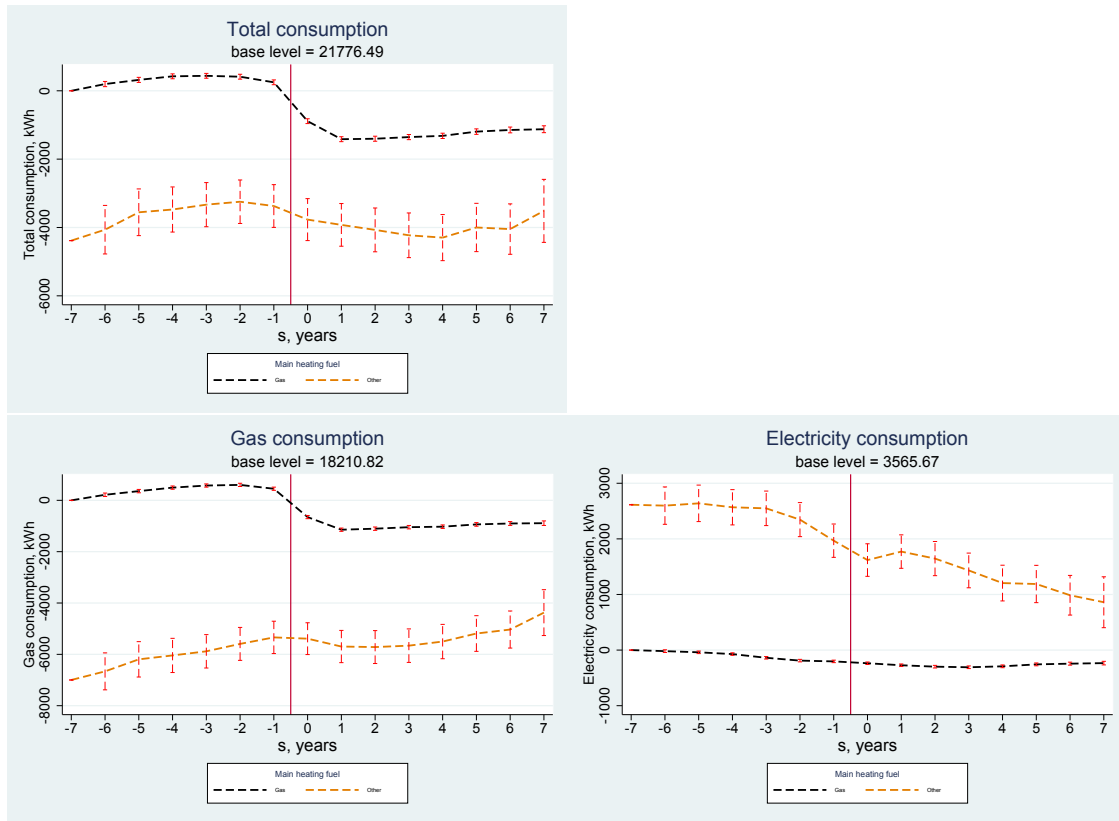 Total consumption
base level = 21776.49
Total consumption, kWh
0
-2000
-4000
-6000
-7 -6 -5 -4 -3 -2 -1 0 1 2 3 4 5 6 7
s, years
Main heating fuel
Gas Other
Gas consumption
base level = 18210.82
Gas consumption, kWh
0
-2000
-4000
-6000
-8000
-7 -6 -5 -4 -3 -2 -1 0 1 2 3 4 5 6 7
s, years
Main heating fuel
Gas Other
Electricity consumption
base level = 3565.67
Electricity consumption, kWh
3000
2000
1000
0
-1000
-7 -6 -5 -4 -3 -2 -1 0 1 2 3 4 5 6 7
s, years
Main heating fuel
Gas Other